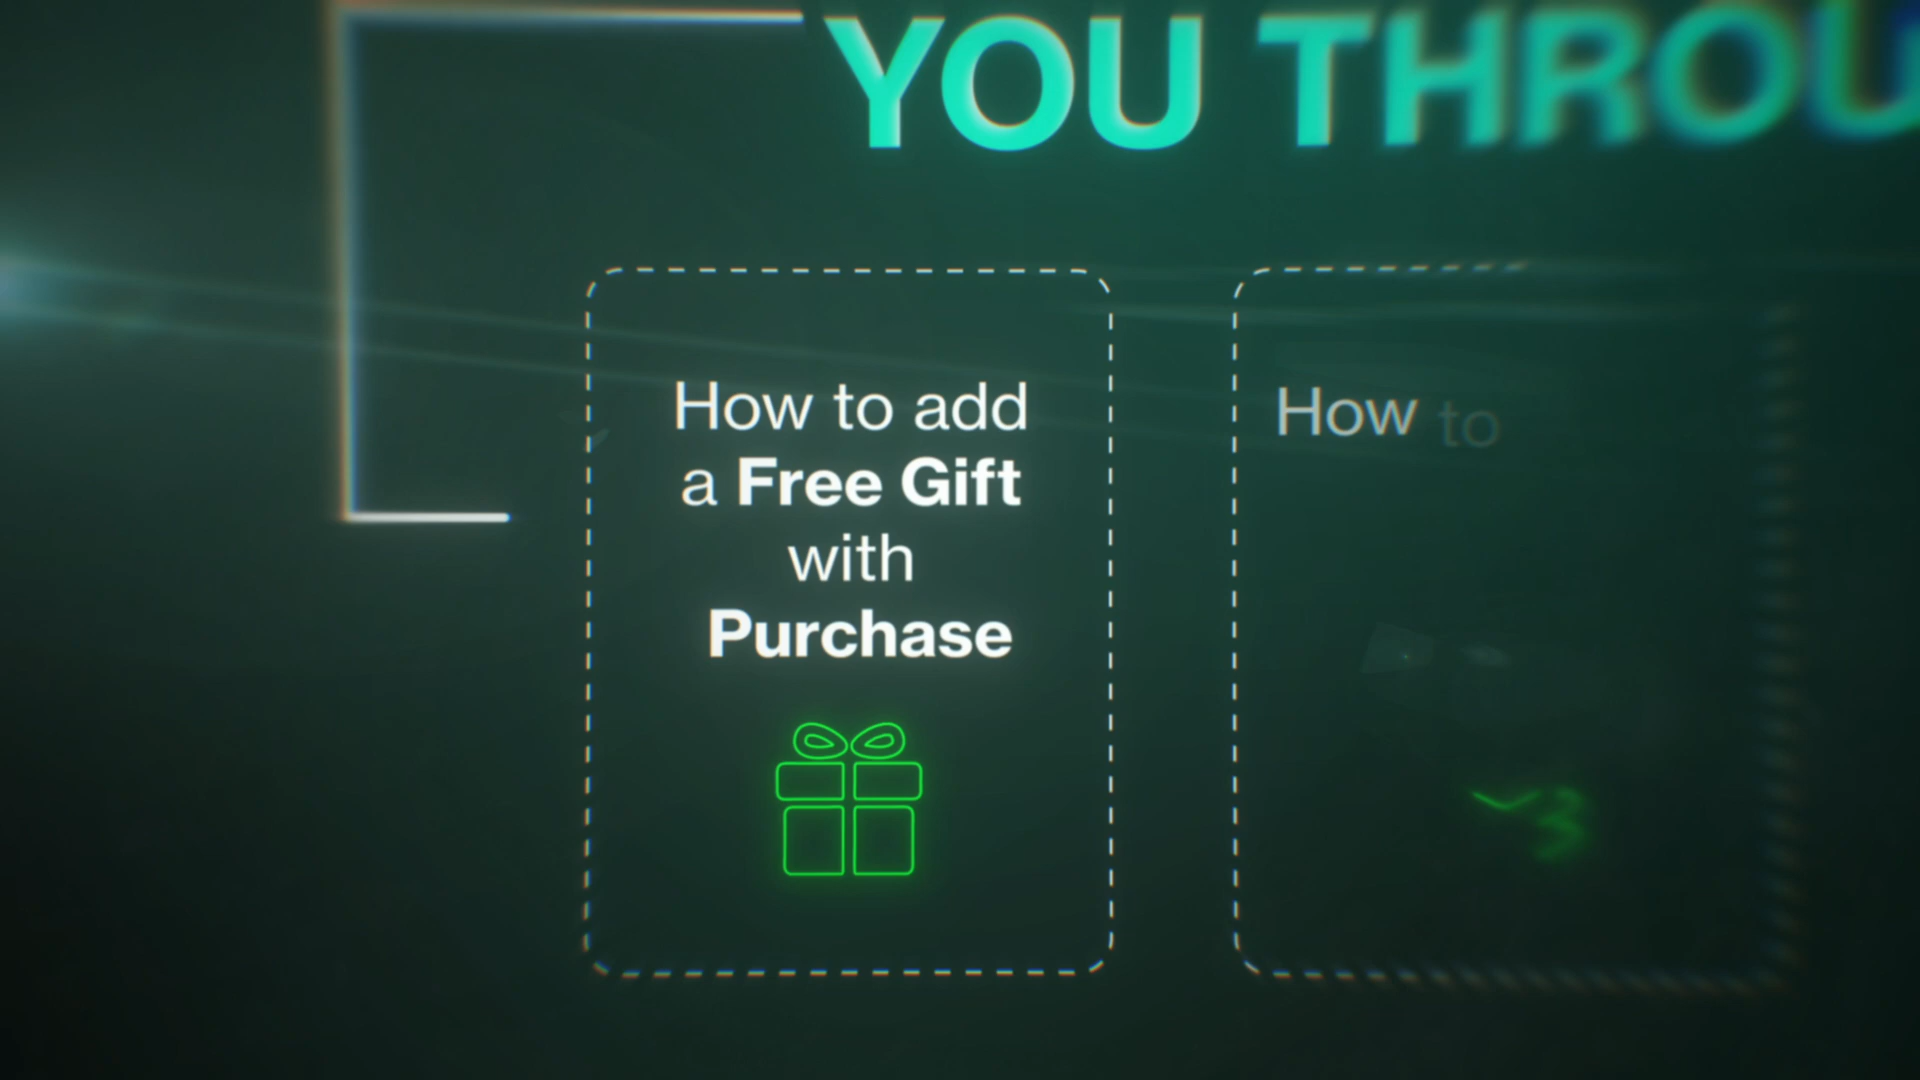 YOU THROU
How to add
a Free Gift
with
Purchase
How to